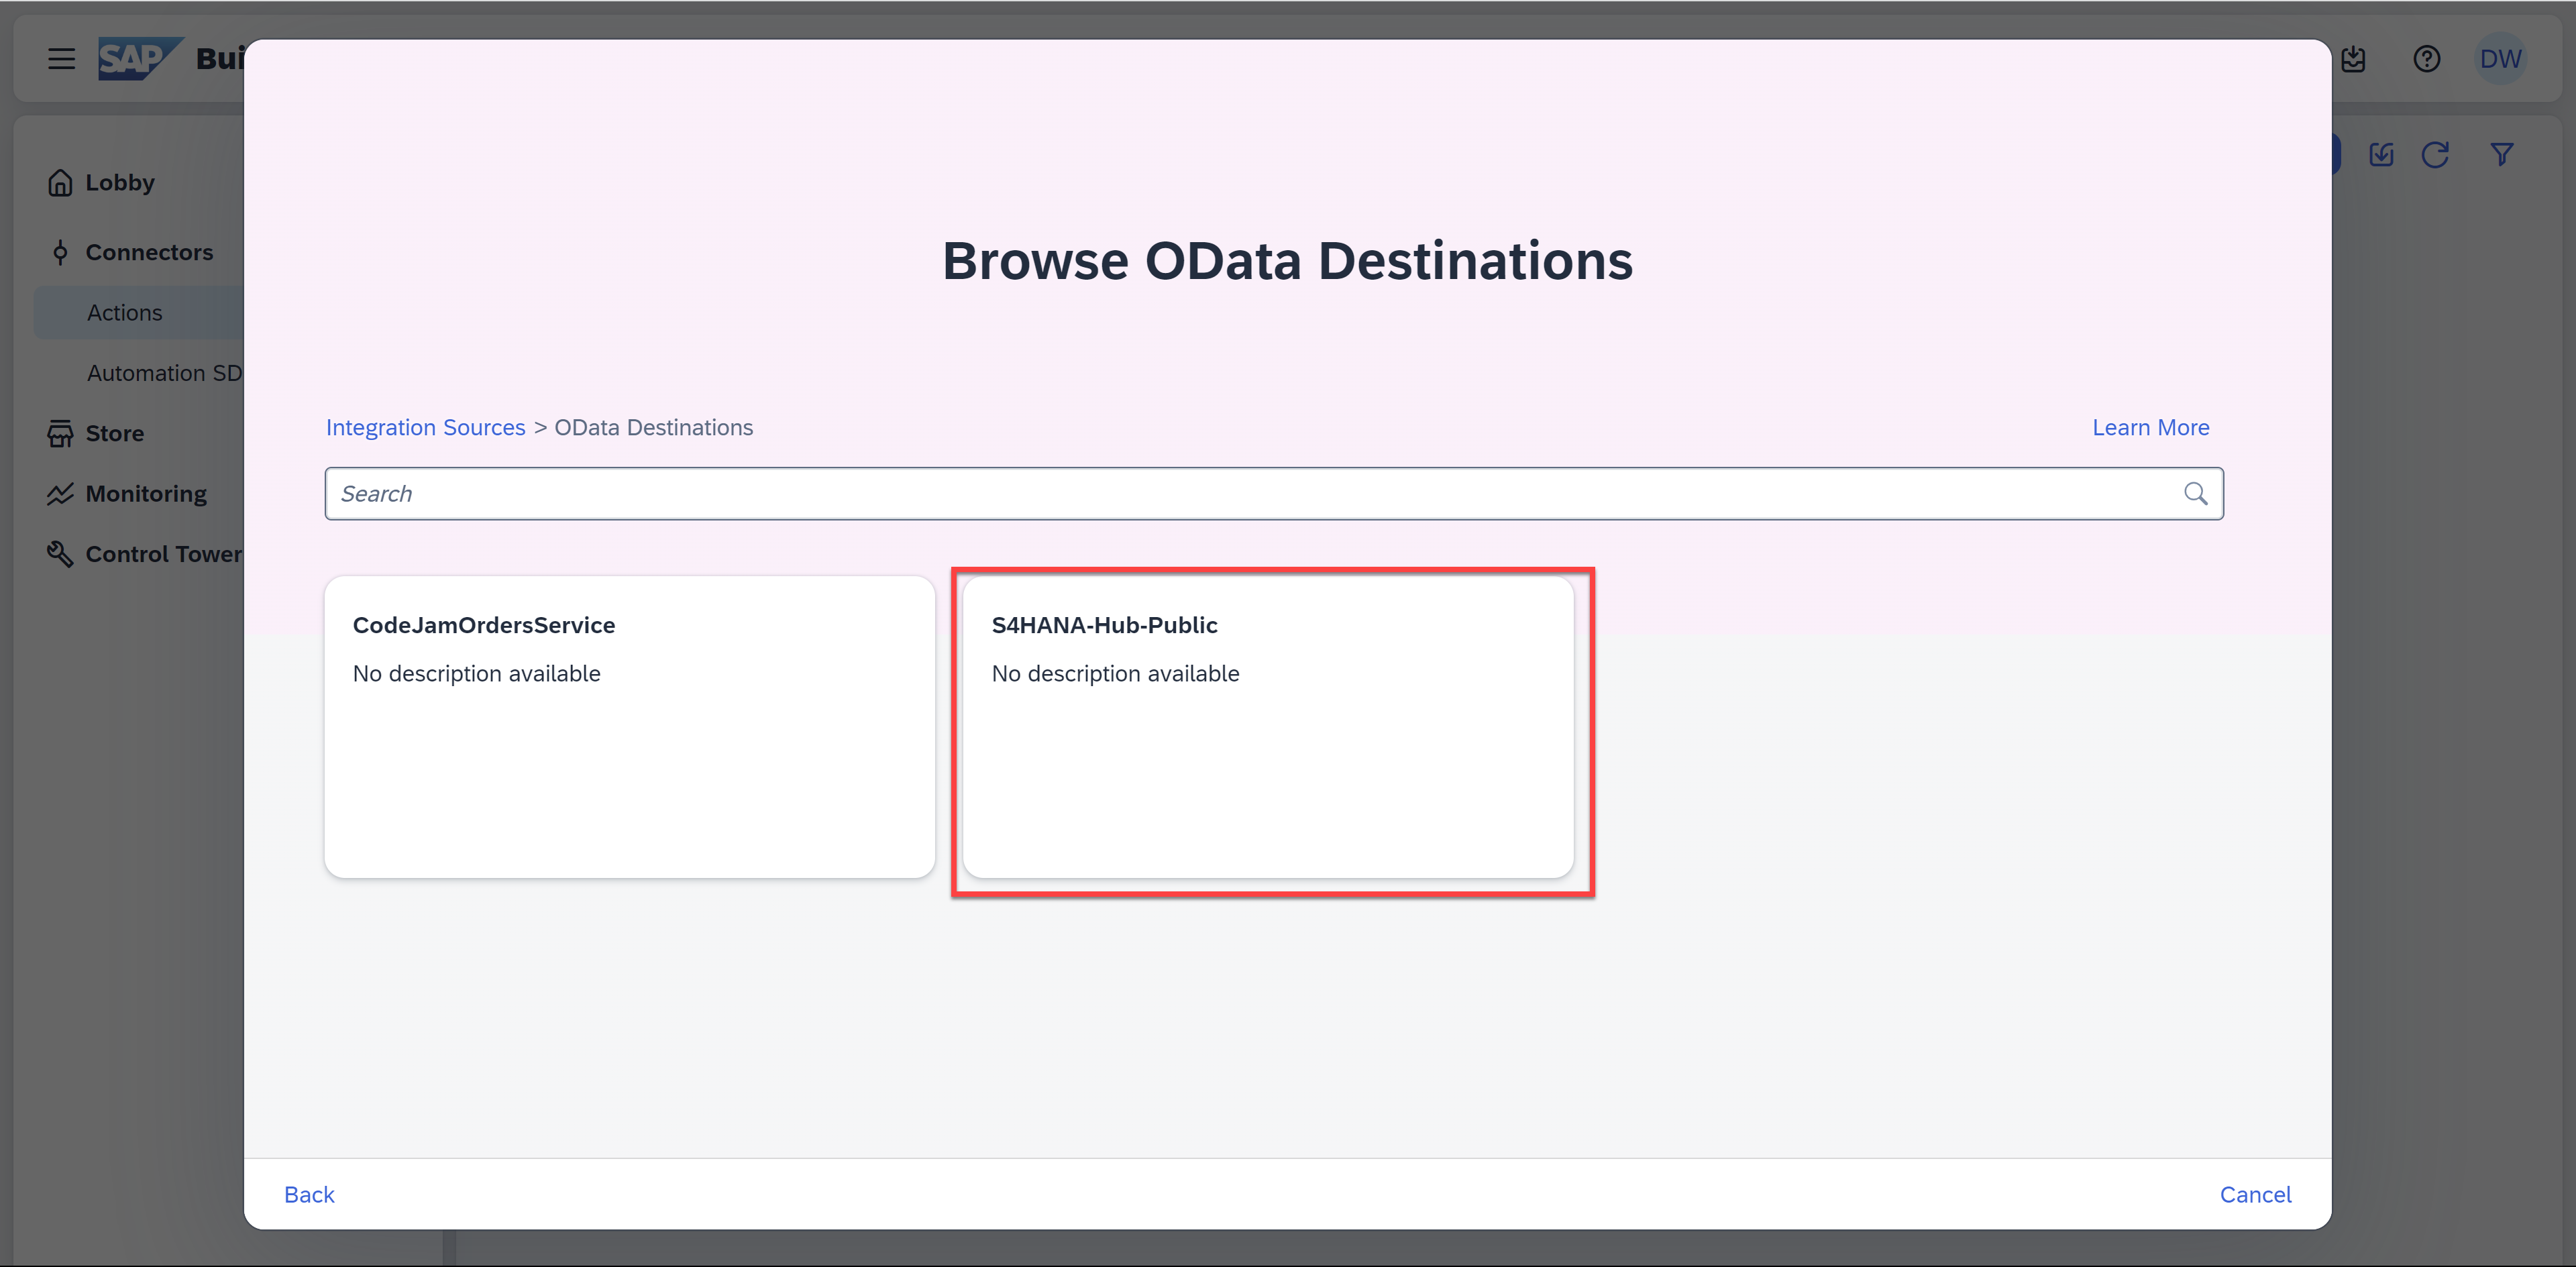 SAP Bui
DW
Lobby
Connectors
Actions
Automation SD
Store
Monitoring
Control Tower
Browse OData Destinations
Integration Sources > OData Destinations
Learn More
Search
CodeJamOrdersService
No description available
S4HANA-Hub-Public
No description available
Back
Cancel